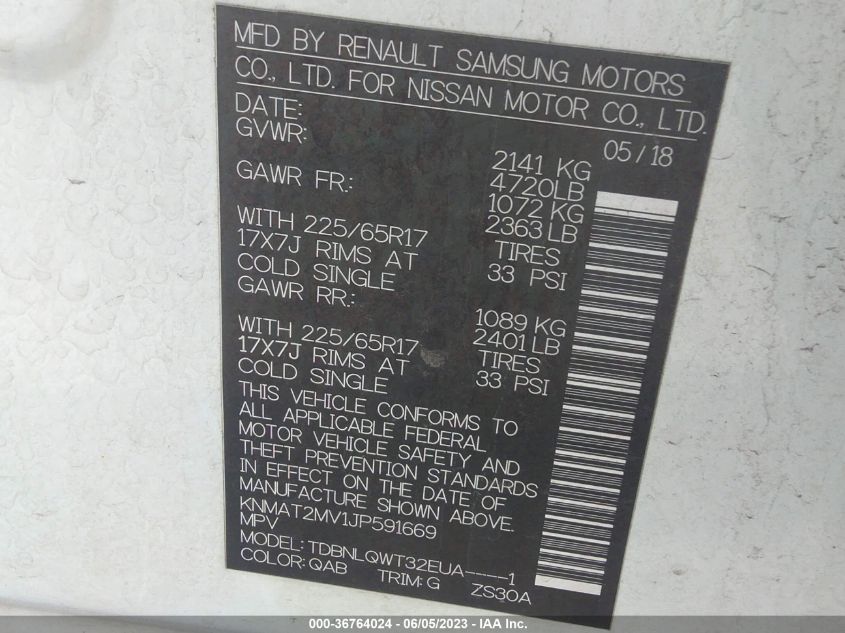 MFD BY RENAULT SAMSUNG MOTORS
CO., LTD. FOR NISSAN MOTOR CO., LTD.
DATE: 05/18
GVWR: 2141 KG
4720LB
GAWR FR.: 1072 KG
2363 LB
WITH 225/65R17 TIRES
17X7J RIMS AT 33 PSI
COLD SINGLE
GAWR RR.: 1089 KG
2401 LB
WITH 225/65R17 TIRES
17X7J RIMS AT 33 PSI
COLD SINGLE
THIS VEHICLE CONFORMS TO
ALL APPLICABLE FEDERAL
MOTOR VEHICLE SAFETY AND
THEFT PREVENTION STANDARDS
IN EFFECT ON THE DATE OF
MANUFACTURE SHOWN ABOVE.
KNMAT2MV1JP591669
MPV
MODEL: TDBNLQWT32EUA----1
COLOR: QAB TRIM: G ZS30A
000-36764024 - 06/05/2023 - IAA Inc.